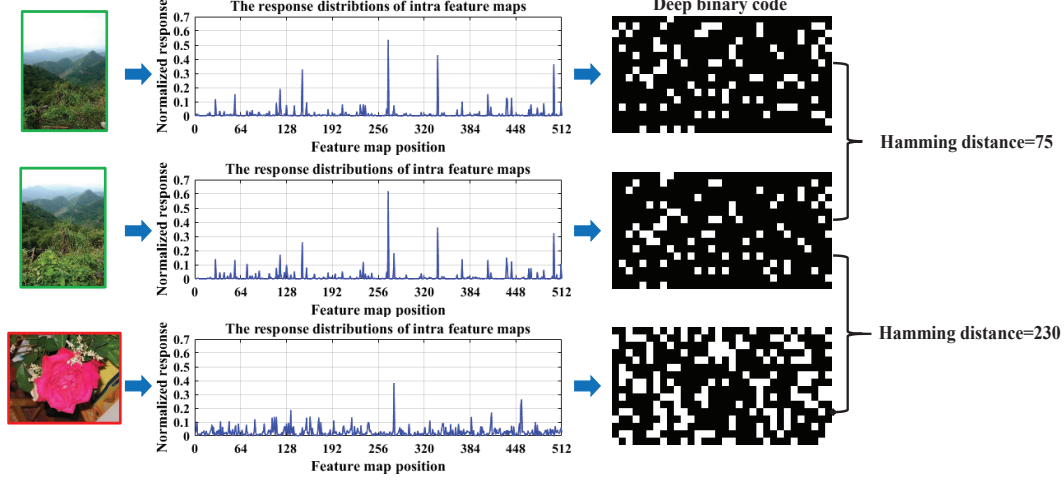 The response distribtions of intra feature maps
Deep binary code
Normalized response
0.7
0.6
0.5
0.4
0.3
0.2
0.1
0
0 64 128 192 256 320 384 448 512
Feature map position
Hamming distance=75
The response distributions of intra feature maps
Normalized response
0.7
0.6
0.5
0.4
0.3
0.2
0.1
0
0 64 128 192 256 320 384 448 512
Feature map position
Hamming distance=230
The response distributions of intra feature maps
Normalized response
0.7
0.6
0.5
0.4
0.3
0.2
0.1
0
0 64 128 192 256 320 384 448 512
Feature map position